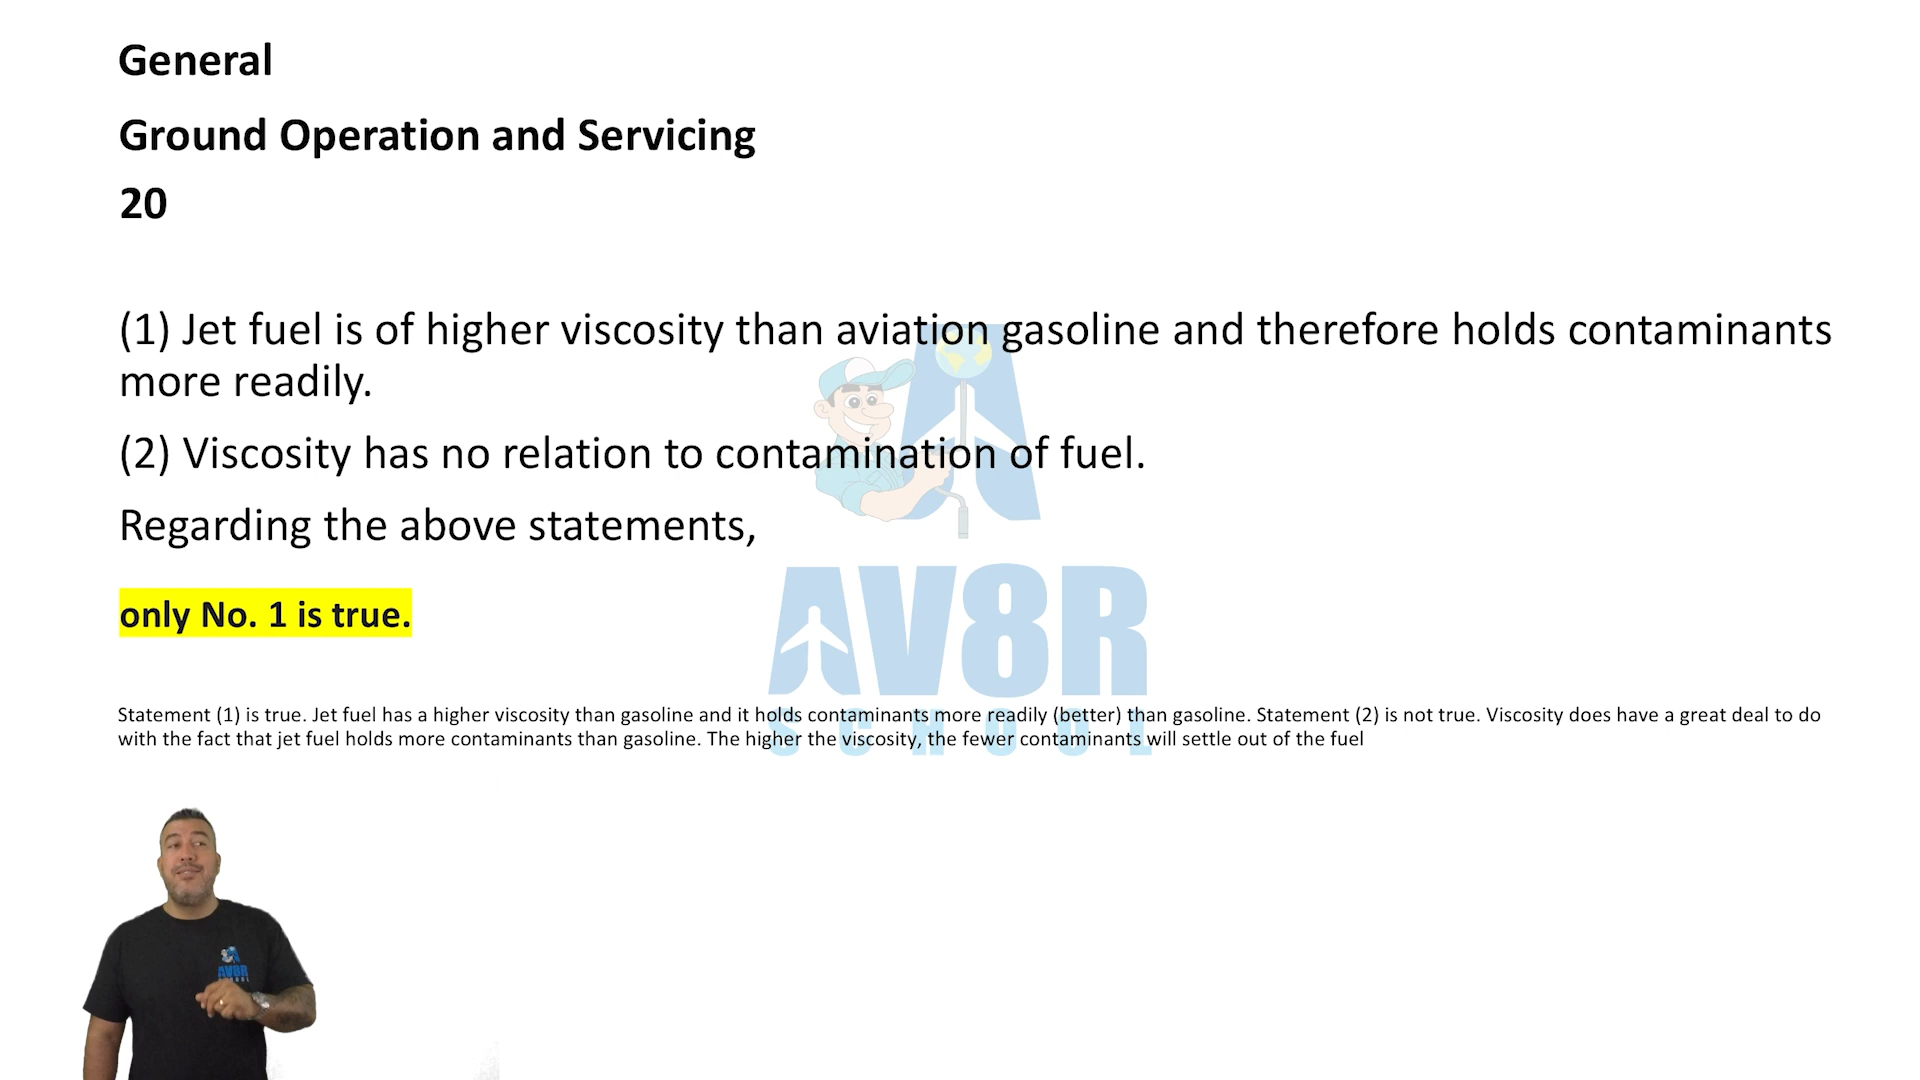 General
Ground Operation and Servicing
20
(1) Jet fuel is of higher viscosity than aviation gasoline and therefore holds contaminants
more readily.
(2) Viscosity has no relation to contamination of fuel.
Regarding the above statements,
only No. 1 is true.
AV8R
SCHOOL
Statement (1) is true. Jet fuel has a higher viscosity than gasoline and it holds contaminants more readily (better) than gasoline. Statement (2) is not true. Viscosity does have a great deal to do
with the fact that jet fuel holds more contaminants than gasoline. The higher the viscosity, the fewer contaminants will settle out of the fuel
AV8R